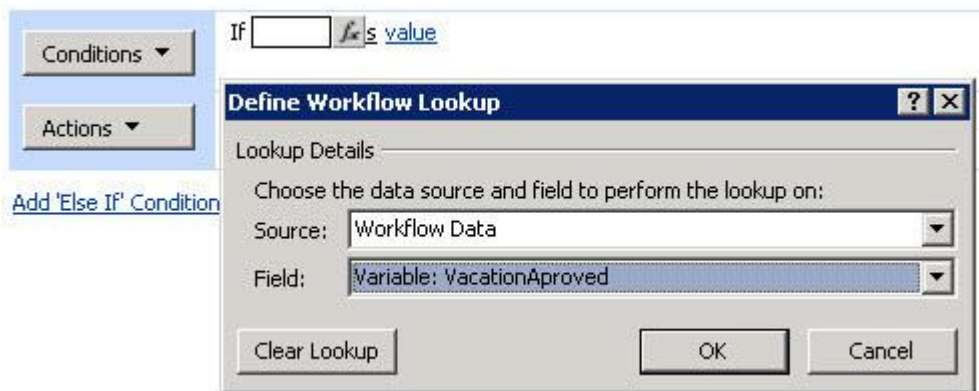 Conditions ▼
If fx s value
Actions ▼
Define Workflow Lookup
Lookup Details
Choose the data source and field to perform the lookup on:
Source: Workflow Data
Add 'Else If' Condition
Field: Variable: VacationAproved
Clear Lookup OK Cancel